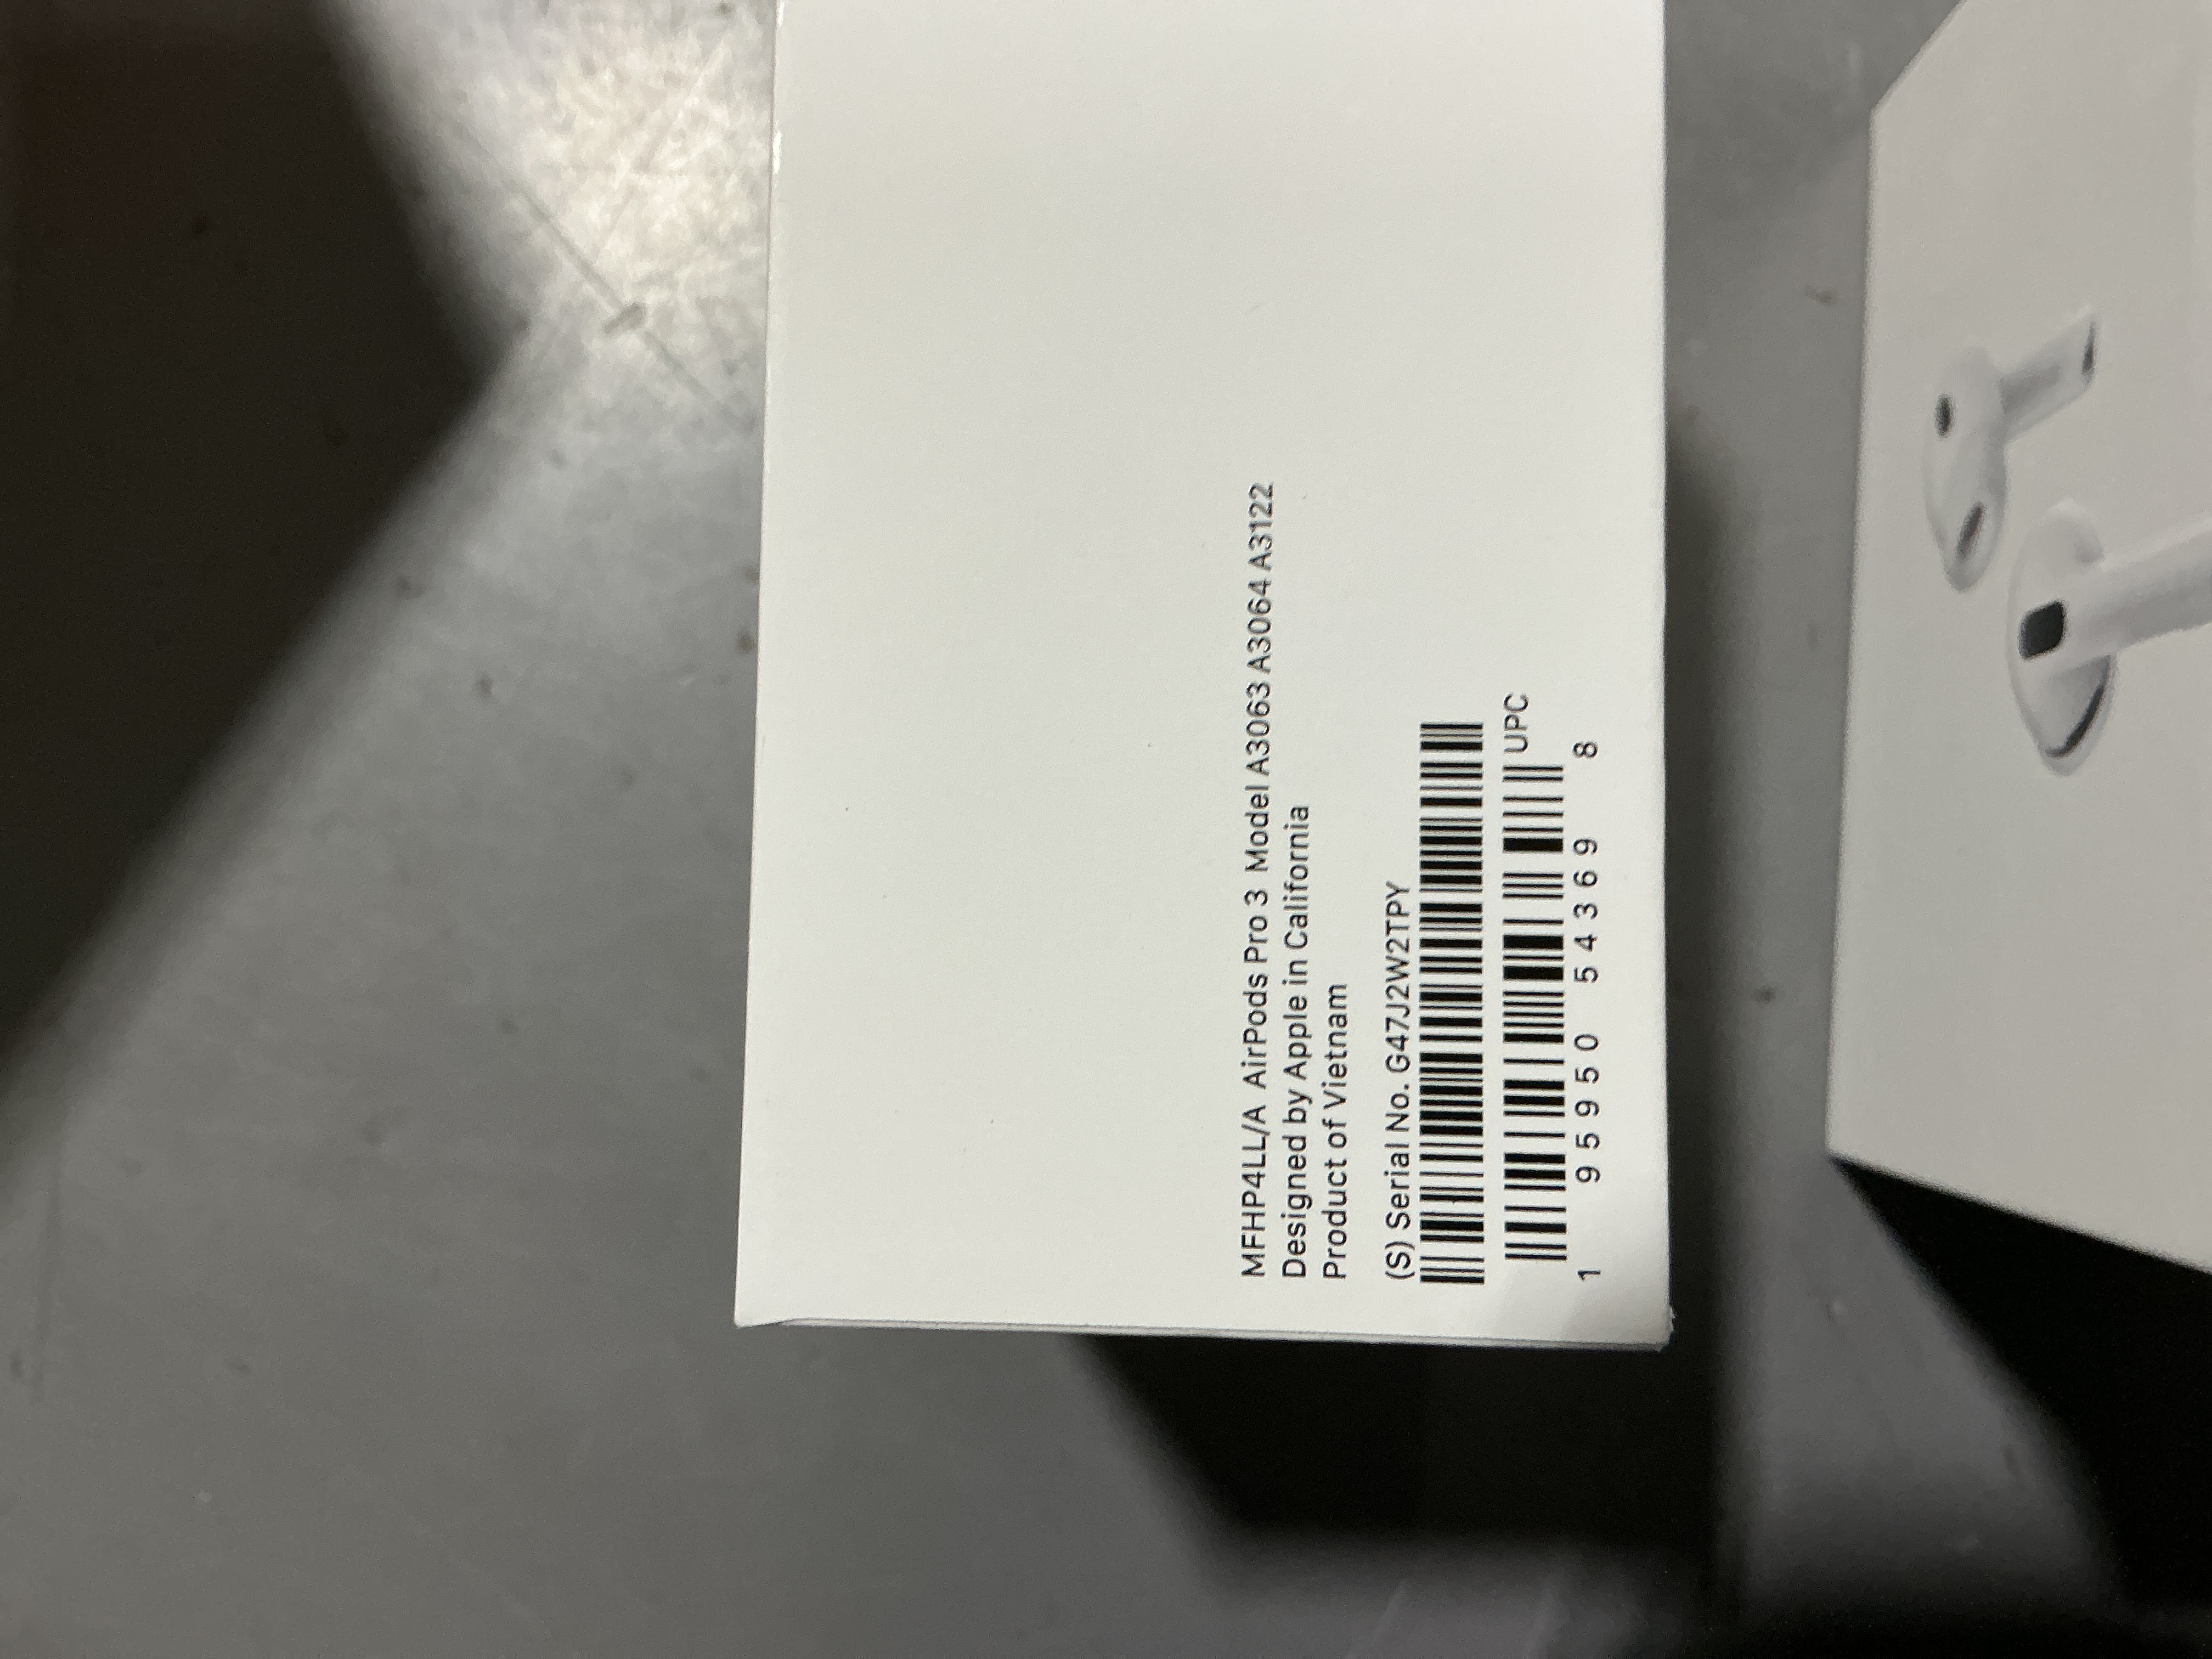 MFHP4LL/A AirPods Pro 3 Model A3063 A3064 A3122
Designed by Apple in California
Product of Vietnam
(S) Serial No. G47J2W2TPY
UPC
1 95950 54369 8